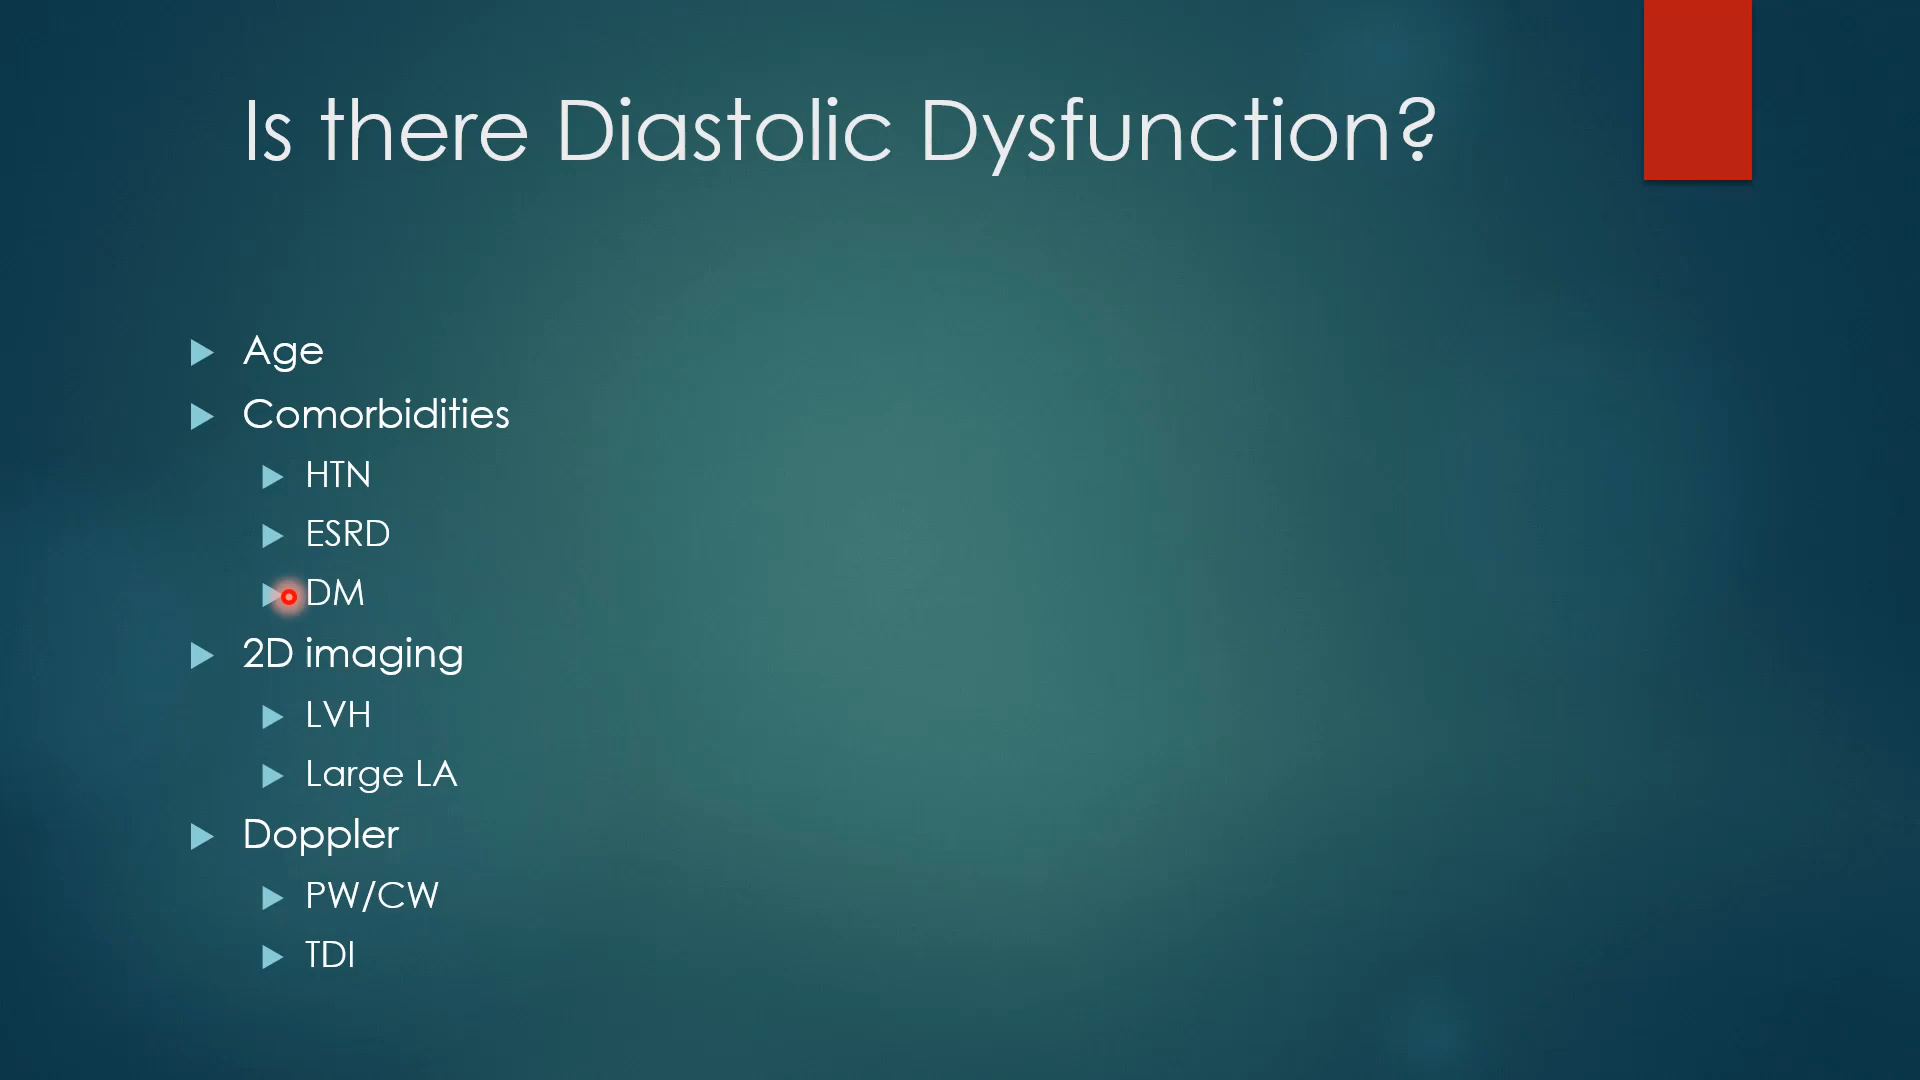 Is there Diastolic Dysfunction?
Age
Comorbidities
HTN
ESRD
DM
2D imaging
LVH
Large LA
Doppler
PW/CW
TDI